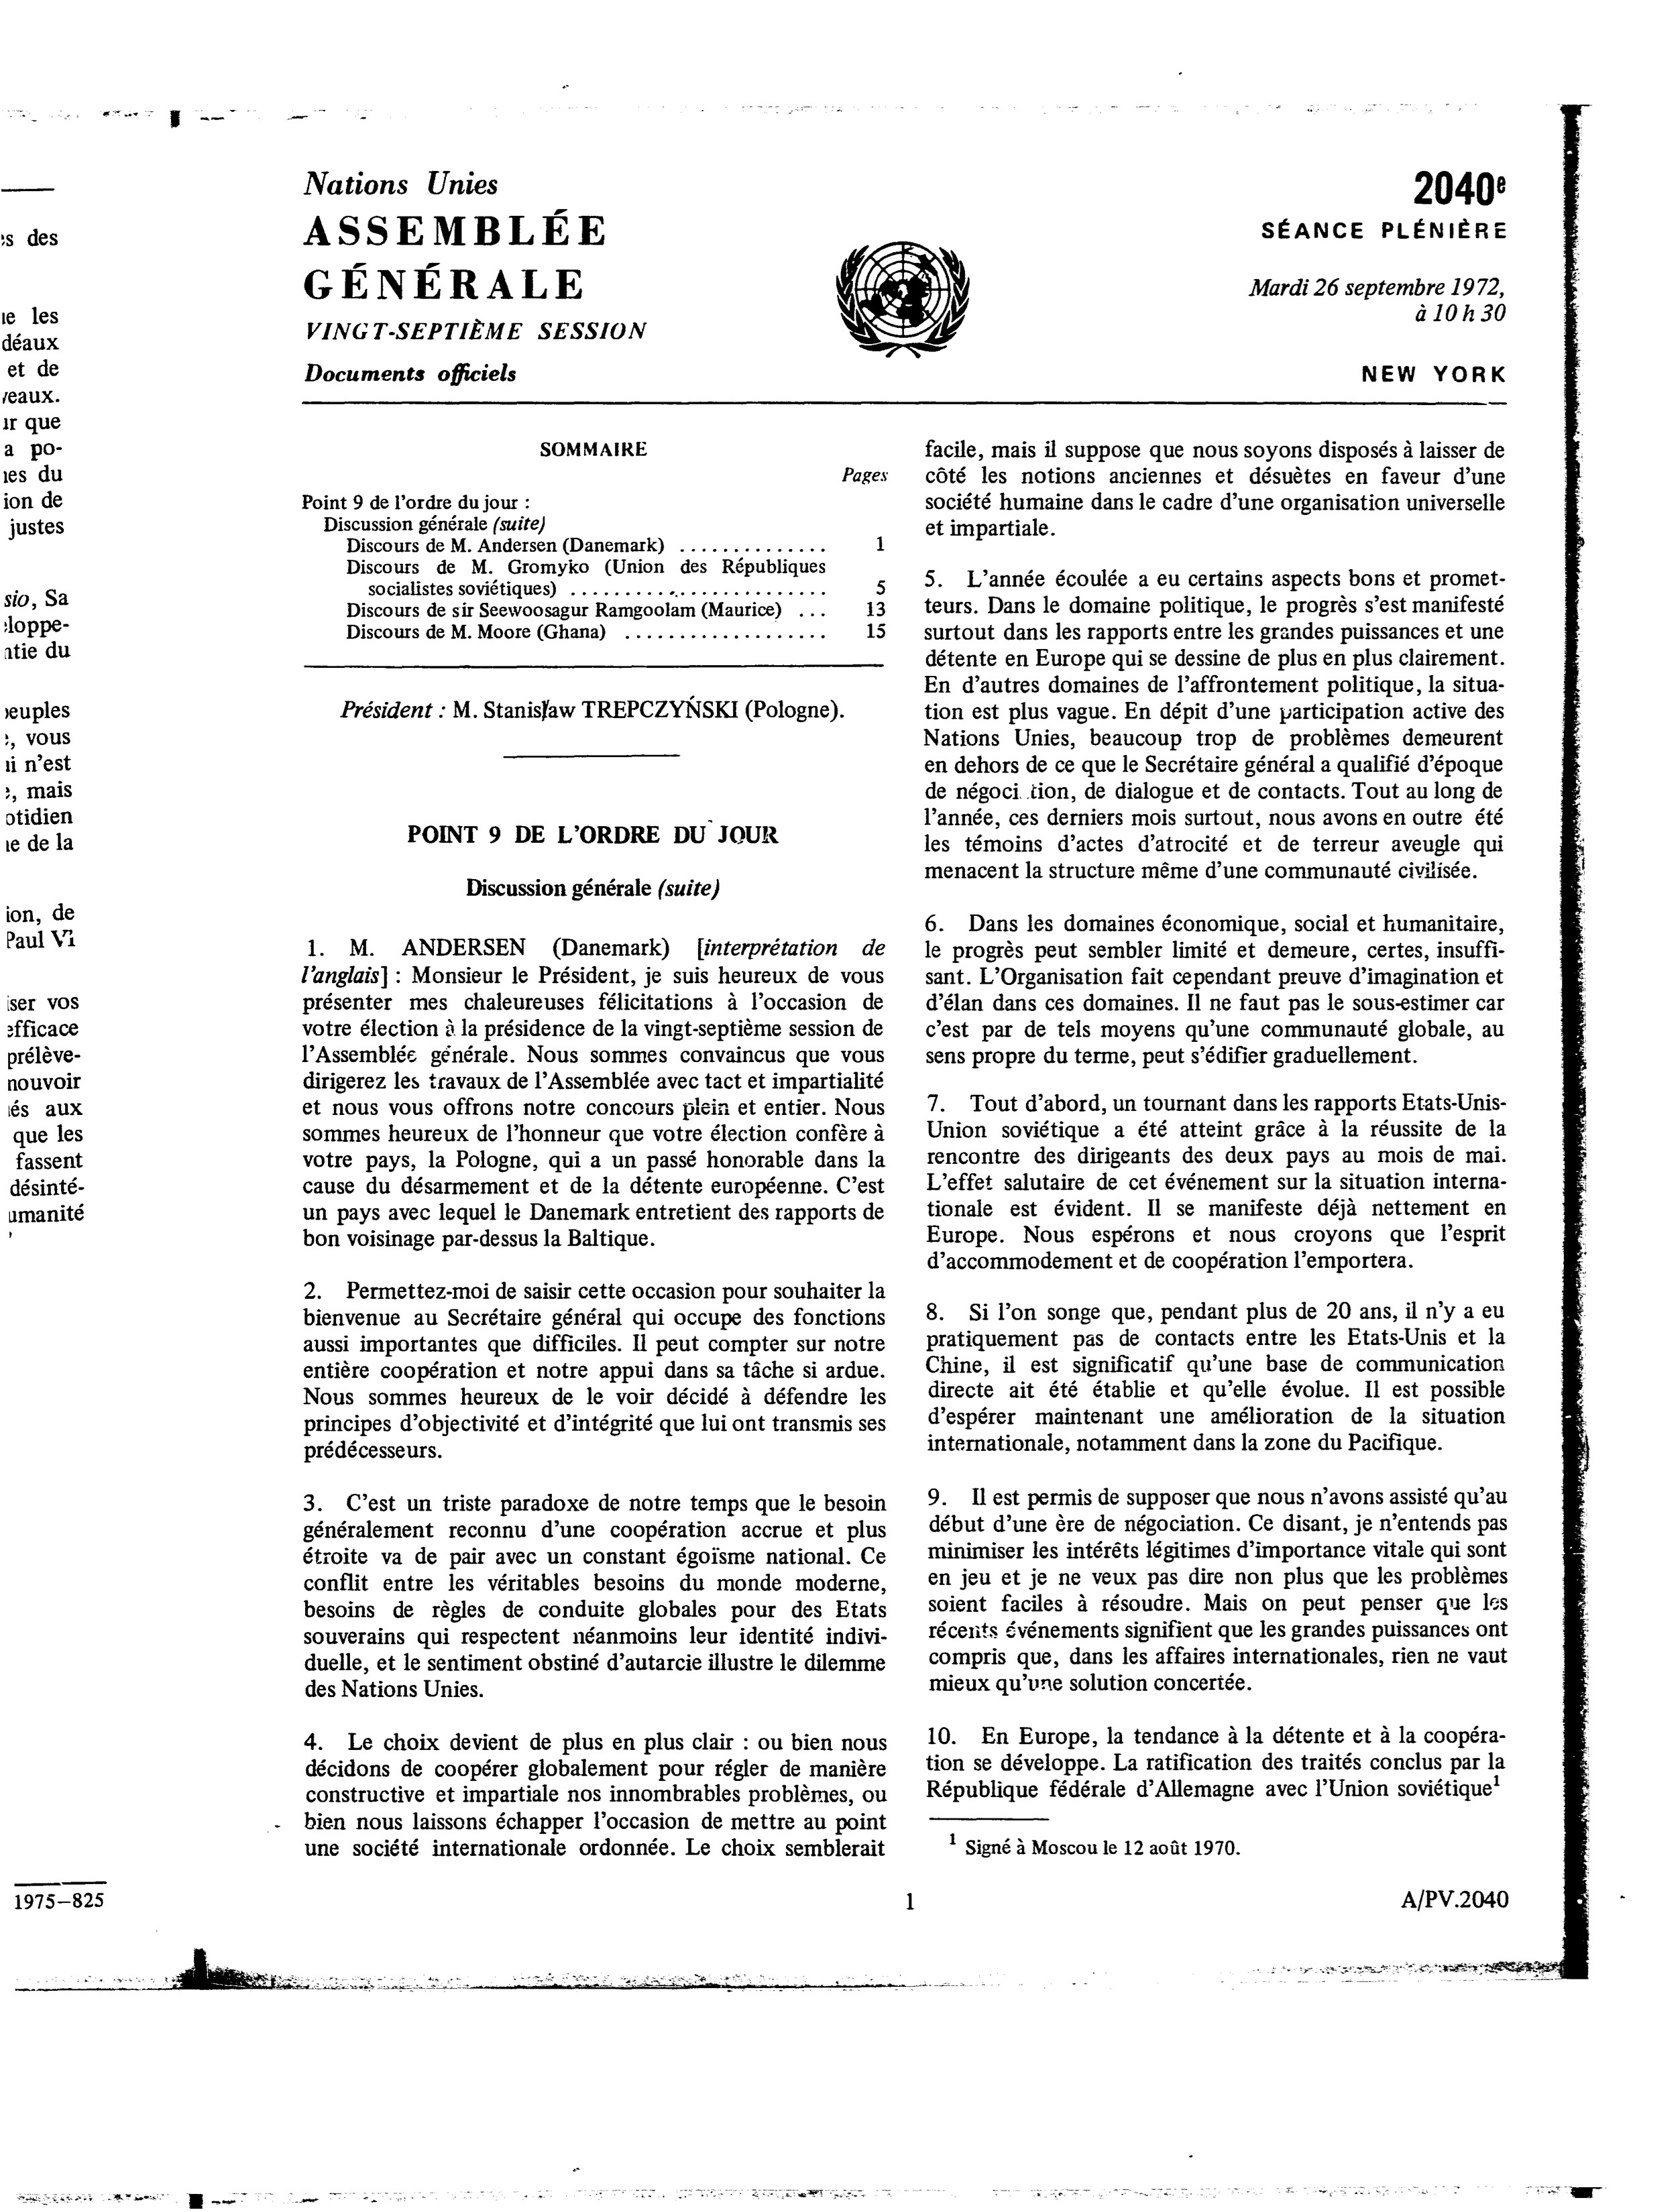 Nations Unies
ASSEMBLÉE
GÉNÉRALE
VINGT-SEPTIÈME SESSION
Documents officiels
2040e
SÉANCE PLÉNIÈRE
Mardi 26 septembre 1972,
à 10 h 30
NEW YORK
SOMMAIRE
Pages
Point 9 de l'ordre du jour :
Discussion générale (suite)
Discours de M. Andersen (Danemark) .............. 1
Discours de M. Gromyko (Union des Républiques
socialistes soviétiques) ........................ 5
Discours de sir Seewoosagur Ramgoolam (Maurice) ... 13
Discours de M. Moore (Ghana) ................... 15
Président : M. Stanisław TREPCZYŃSKI (Pologne).
POINT 9 DE L'ORDRE DU JOUR
Discussion générale (suite)
1. M. ANDERSEN (Danemark) [interprétation de
l'anglais] : Monsieur le Président, je suis heureux de vous
présenter mes chaleureuses félicitations à l'occasion de
votre élection à la présidence de la vingt-septième session de
l'Assemblée générale. Nous sommes convaincus que vous
dirigerez les travaux de l'Assemblée avec tact et impartialité
et nous vous offrons notre concours plein et entier. Nous
sommes heureux de l'honneur que votre élection confère à
votre pays, la Pologne, qui a un passé honorable dans la
cause du désarmement et de la détente européenne. C'est
un pays avec lequel le Danemark entretient des rapports de
bon voisinage par-dessus la Baltique.
2. Permettez-moi de saisir cette occasion pour souhaiter la
bienvenue au Secrétaire général qui occupe des fonctions
aussi importantes que difficiles. Il peut compter sur notre
entière coopération et notre appui dans sa tâche si ardue.
Nous sommes heureux de le voir décidé à défendre les
principes d'objectivité et d'intégrité que lui ont transmis ses
prédécesseurs.
3. C'est un triste paradoxe de notre temps que le besoin
généralement reconnu d'une coopération accrue et plus
étroite va de pair avec un constant égoïsme national. Ce
conflit entre les véritables besoins du monde moderne,
besoins de règles de conduite globales pour des Etats
souverains qui respectent néanmoins leur identité indivi-
duelle, et le sentiment obstiné d'autarcie illustre le dilemme
des Nations Unies.
4. Le choix devient de plus en plus clair : ou bien nous
décidons de coopérer globalement pour régler de manière
constructive et impartiale nos innombrables problèmes, ou
bien nous laissons échapper l'occasion de mettre au point
une société internationale ordonnée. Le choix semblerait
facile, mais il suppose que nous soyons disposés à laisser de
côté les notions anciennes et désuètes en faveur d'une
société humaine dans le cadre d'une organisation universelle
et impartiale.
5. L'année écoulée a eu certains aspects bons et promet-
teurs. Dans le domaine politique, le progrès s'est manifesté
surtout dans les rapports entre les grandes puissances et une
détente en Europe qui se dessine de plus en plus clairement.
En d'autres domaines de l'affrontement politique, la situa-
tion est plus vague. En dépit d'une participation active des
Nations Unies, beaucoup trop de problèmes demeurent
en dehors de ce que le Secrétaire général a qualifié d'époque
de négociation, de dialogue et de contacts. Tout au long de
l'année, ces derniers mois surtout, nous avons en outre été
les témoins d'actes d'atrocité et de terreur aveugle qui
menacent la structure même d'une communauté civilisée.
6. Dans les domaines économique, social et humanitaire,
le progrès peut sembler limité et demeure, certes, insuffi-
sant. L'Organisation fait cependant preuve d'imagination et
d'élan dans ces domaines. Il ne faut pas le sous-estimer car
c'est par de tels moyens qu'une communauté globale, au
sens propre du terme, peut s'édifier graduellement.
7. Tout d'abord, un tournant dans les rapports Etats-Unis-
Union soviétique a été atteint grâce à la réussite de la
rencontre des dirigeants des deux pays au mois de mai.
L'effet salutaire de cet événement sur la situation interna-
tionale est évident. Il se manifeste déjà nettement en
Europe. Nous espérons et nous croyons que l'esprit
d'accommodement et de coopération l'emportera.
8. Si l'on songe que, pendant plus de 20 ans, il n'y a eu
pratiquement pas de contacts entre les Etats-Unis et la
Chine, il est significatif qu'une base de communication
directe ait été établie et qu'elle évolue. Il est possible
d'espérer maintenant une amélioration de la situation
internationale, notamment dans la zone du Pacifique.
9. Il est permis de supposer que nous n'avons assisté qu'au
début d'une ère de négociation. Ce disant, je n'entends pas
minimiser les intérêts légitimes d'importance vitale qui sont
en jeu et je ne veux pas dire non plus que les problèmes
soient faciles à résoudre. Mais on peut penser que les
récents événements signifient que les grandes puissances ont
compris que, dans les affaires internationales, rien ne vaut
mieux qu'une solution concertée.
10. En Europe, la tendance à la détente et à la coopéra-
tion se développe. La ratification des traités conclus par la
République fédérale d'Allemagne avec l'Union soviétique1
1 Signé à Moscou le 12 août 1970.
1
A/PV.2040
des
les
et de
que
a po-
du
ion de
justes
sio, Sa
du
vous
n'est
mais
de la
ion, de
Paul VI
vos
prélève-
aux
que les
fassent
désinté-
1975–825